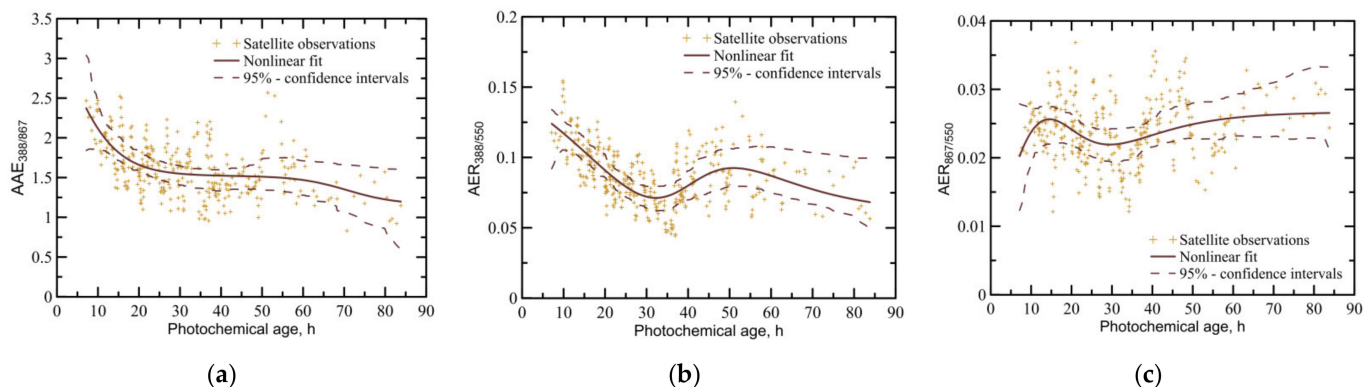 3.5
3
2.5
2
1.5
1
0.5
AAE388/867
+ + Satellite observations
Nonlinear fit
95% - confidence intervals
0 10 20 30 40 50 60 70 80 90
Photochemical age, h
(a)
0.2
0.15
0.1
0.05
0
AER388/550
+ + Satellite observations
Nonlinear fit
95% - confidence intervals
0 10 20 30 40 50 60 70 80 90
Photochemical age, h
(b)
0.04
0.03
0.02
0.01
0
AER867/550
+ + Satellite observations
Nonlinear fit
95% - confidence intervals
0 10 20 30 40 50 60 70 80 90
Photochemical age, h
(c)